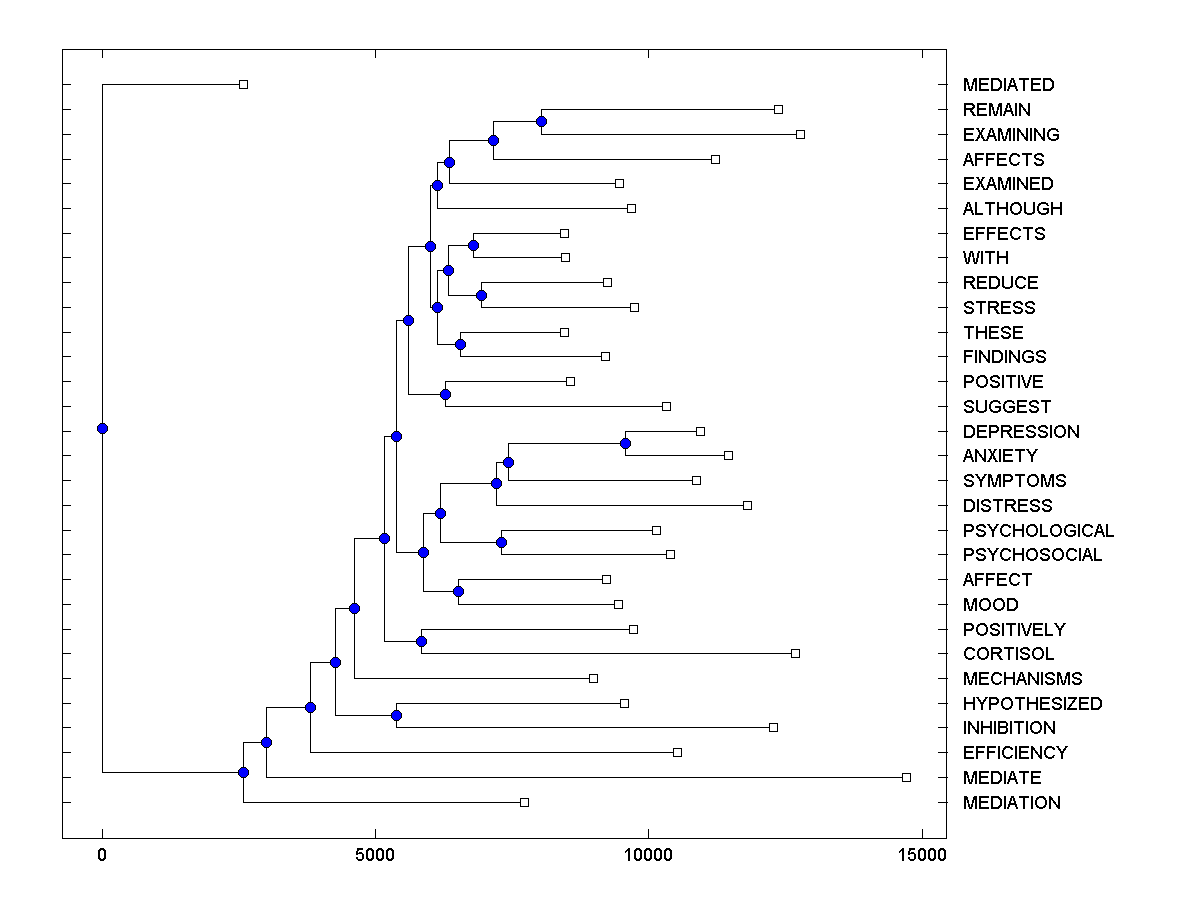 MEDIATED
REMAIN
EXAMINING
AFFECTS
EXAMINED
ALTHOUGH
EFFECTS
WITH
REDUCE
STRESS
THESE
FINDINGS
POSITIVE
SUGGEST
DEPRESSION
ANXIETY
SYMPTOMS
DISTRESS
PSYCHOLOGICAL
PSYCHOSOCIAL
AFFECT
MOOD
POSITIVELY
CORTISOL
MECHANISMS
HYPOTHESIZED
INHIBITION
EFFICIENCY
MEDIATE
MEDIATION
0 5000 10000 15000